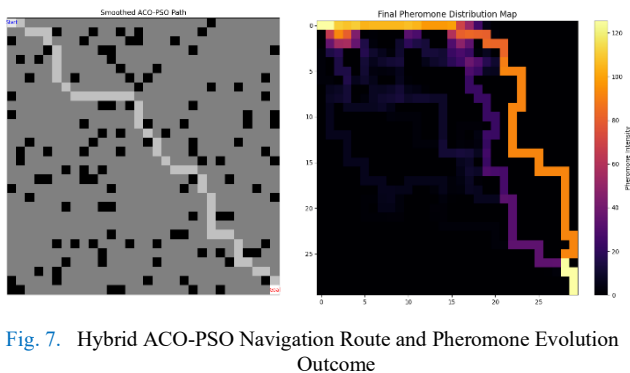 Smoothed ACO-PSO Path
Final Pheromone Distribution Map
Start
Goal
0
5
10
15
20
25
0
5
10
15
20
25
120
100
80
60
40
20
0
Pheromone Intensity
Fig. 7. Hybrid ACO-PSO Navigation Route and Pheromone Evolution
Outcome